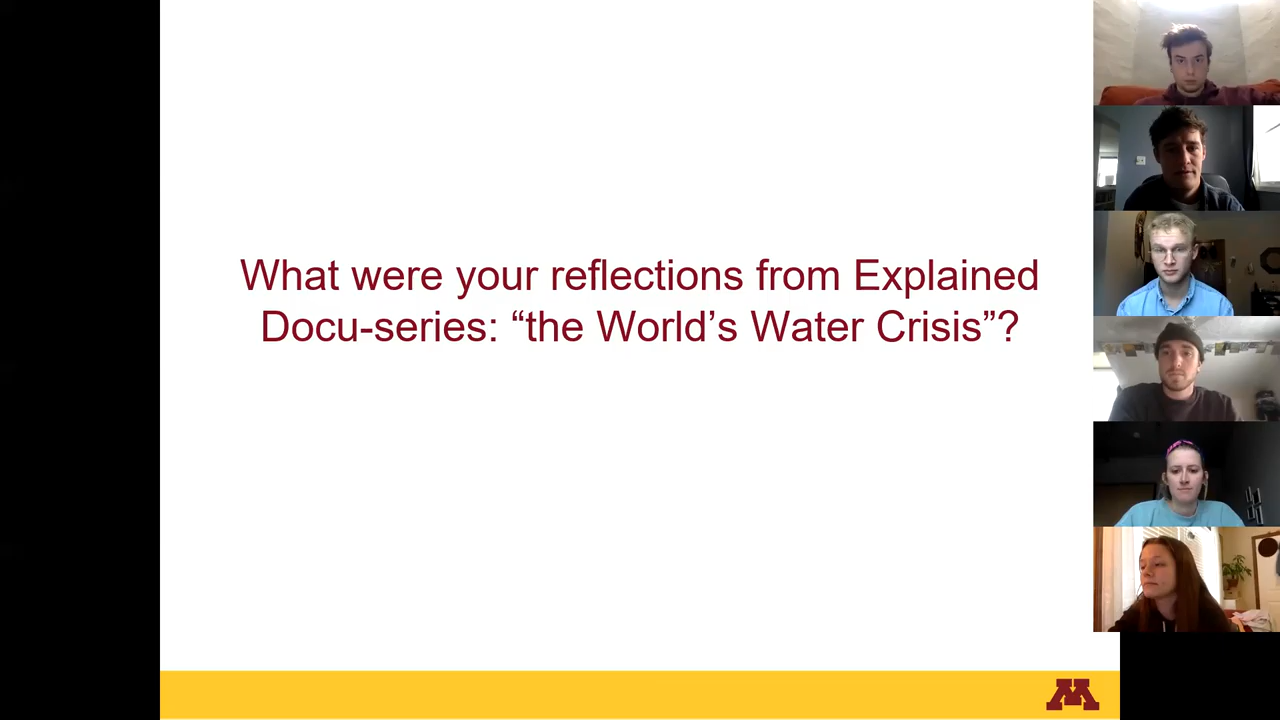 What were your reflections from Explained
Docu-series: “the World’s Water Crisis”?
M